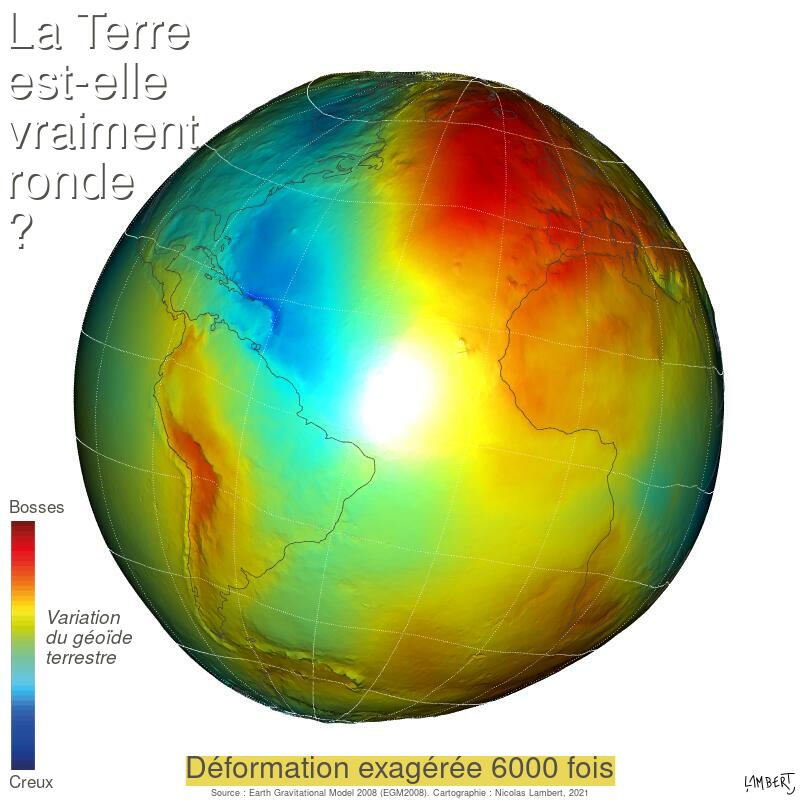 La Terre
est-elle
vraiment
ronde
?
Bosses
Variation
du géoïde
terrestre
Creux
Déformation exagérée 6000 fois
Source : Earth Gravitational Model 2008 (EGM2008). Cartographie : Nicolas Lambert, 2021
LAMBERT